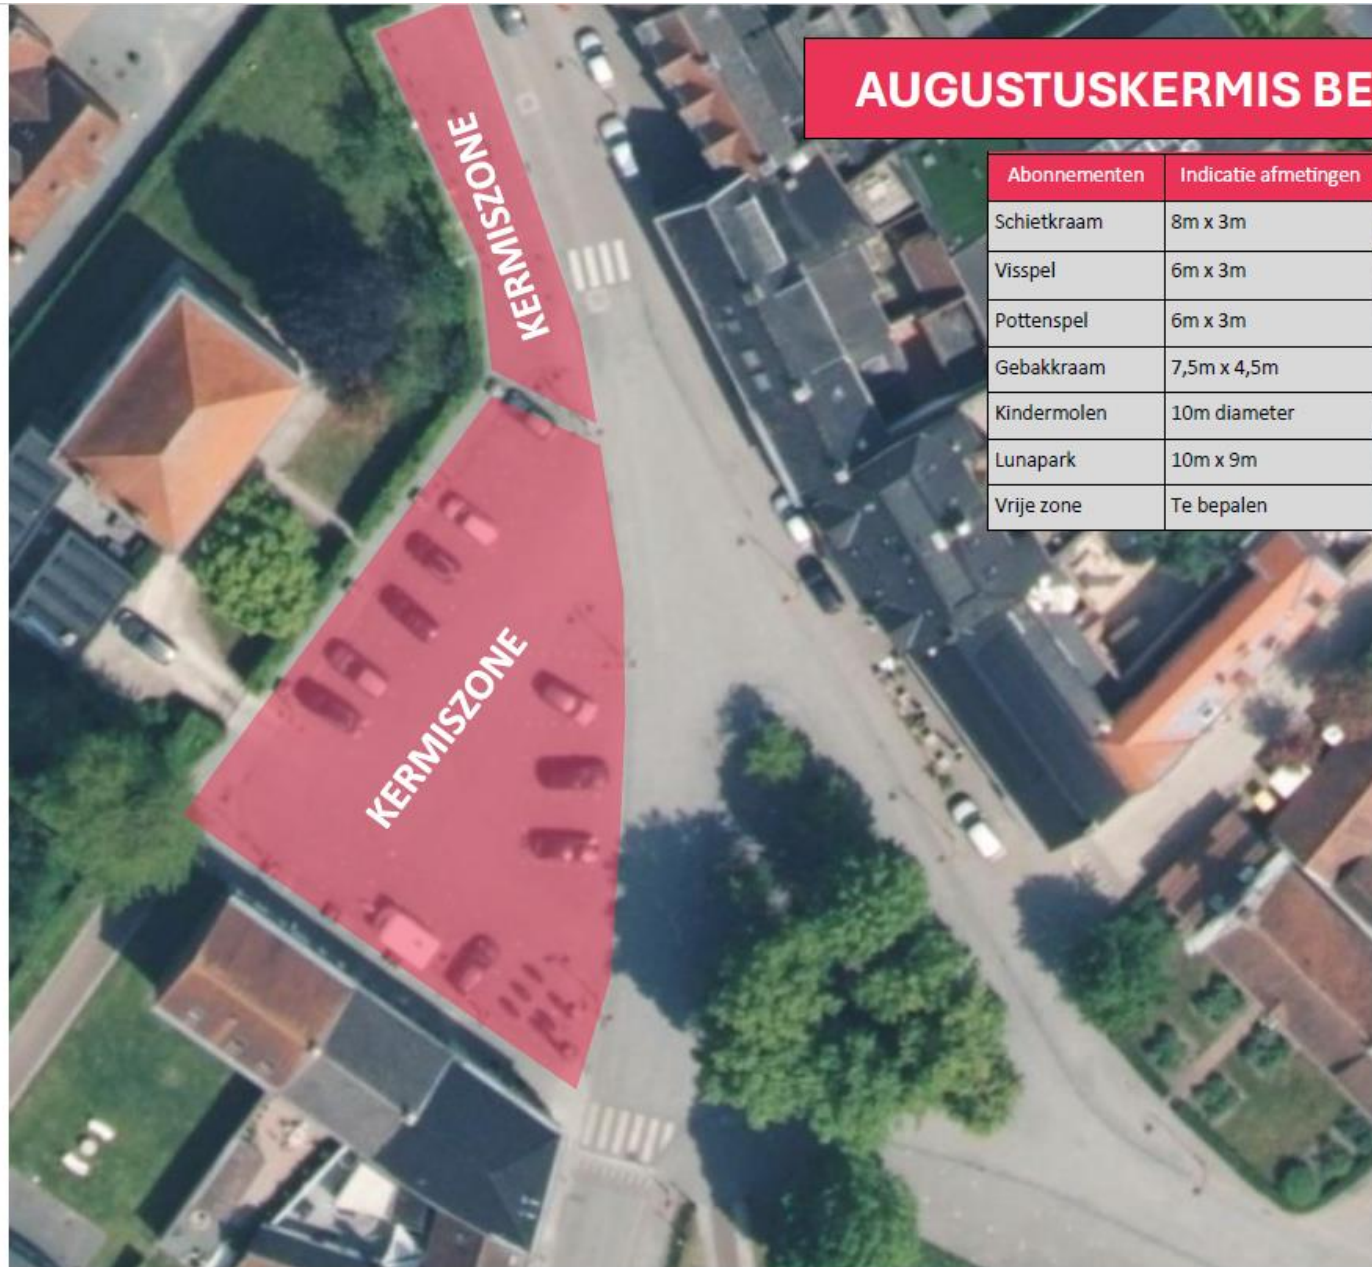 AUGUSTUSKERMIS BE
Abonnementen Indicatie afmetingen
Schietkraam 8m x 3m
Visspel 6m x 3m
Pottenspel 6m x 3m
Gebakkraam 7,5m x 4,5m
Kindermolen 10m diameter
Lunapark 10m x 9m
Vrije zone Te bepalen
KERMISZONE
KERMISZONE